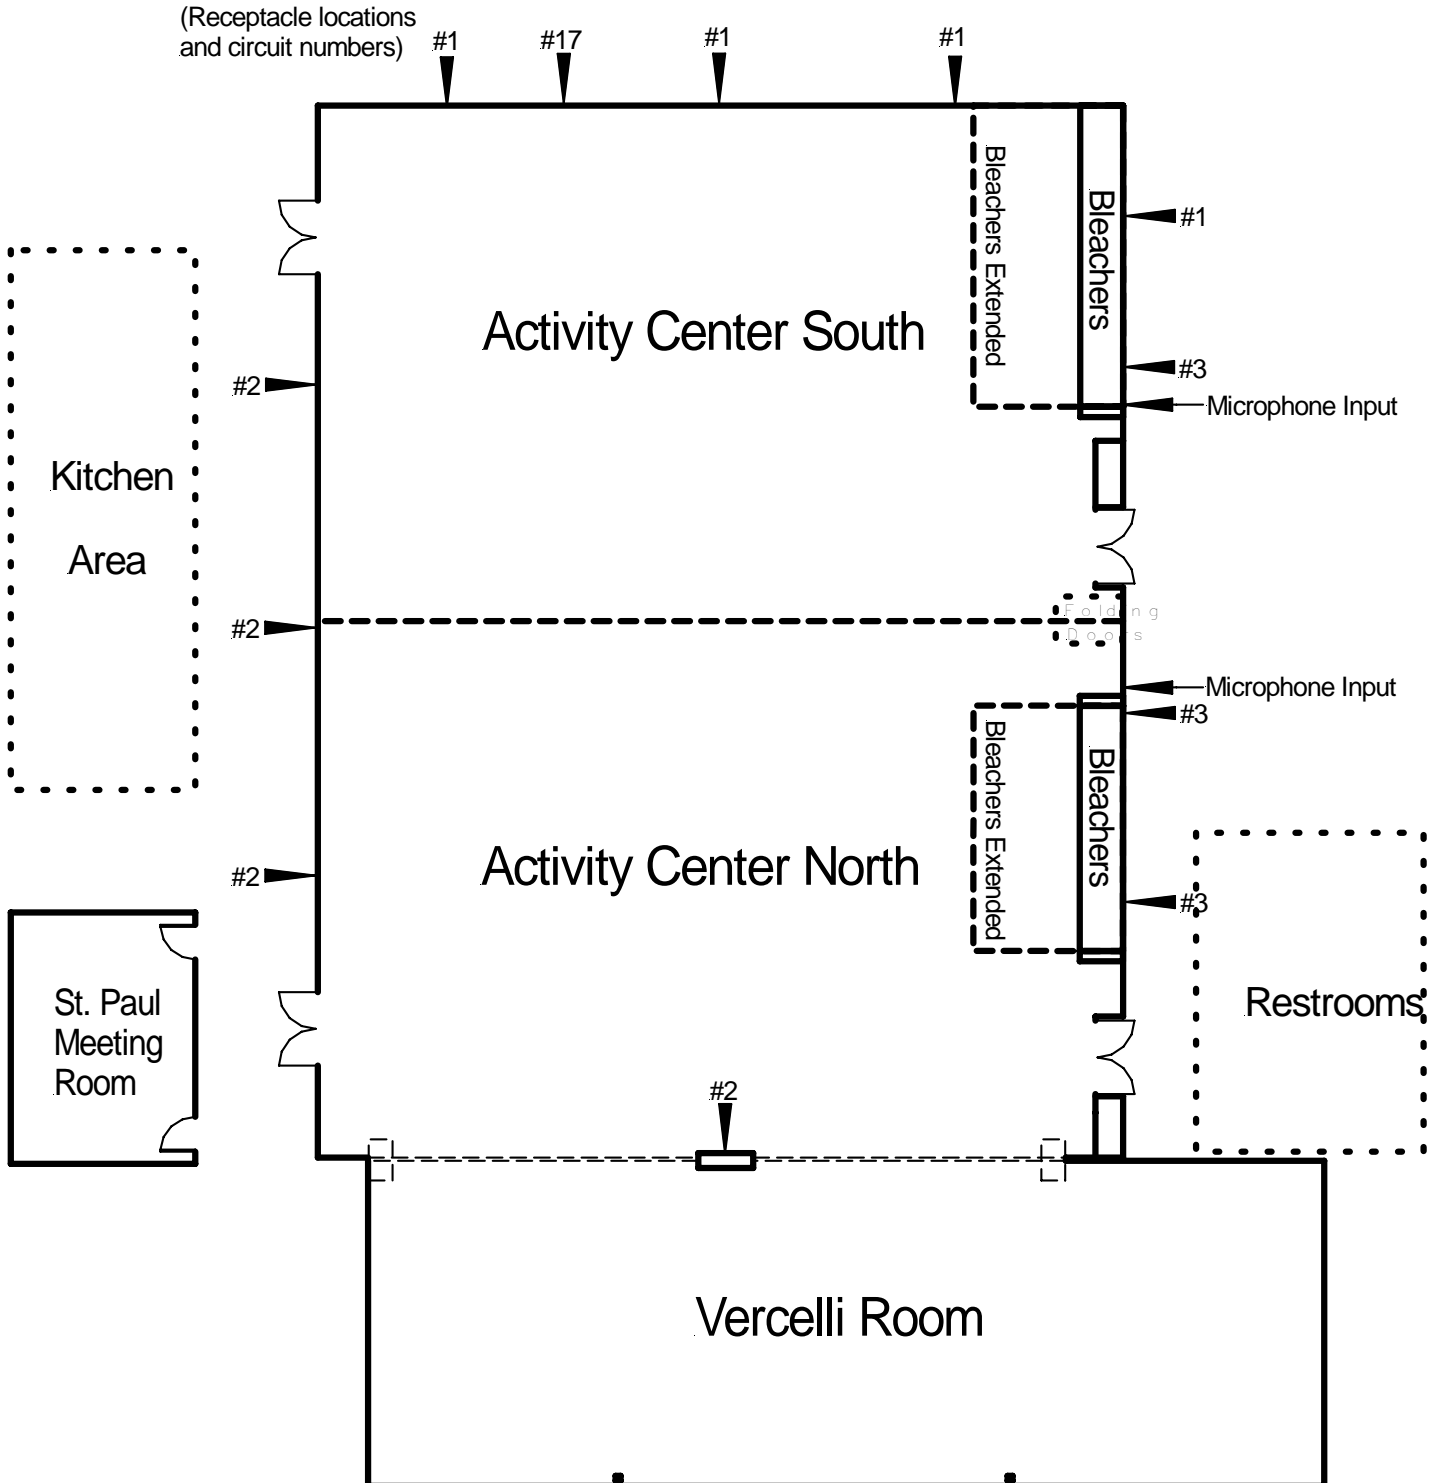 (Receptacle locations
and circuit numbers)
#1
#17
#1
#1
Bleachers Extended
Bleachers
#1
Activity Center South
#3
#2
Microphone Input
Kitchen
Area
Folding
Doors
#2
Microphone Input
#3
Bleachers Extended
Bleachers
Activity Center North
#2
#3
St. Paul
Meeting
Room
Restrooms
#2
Vercelli Room